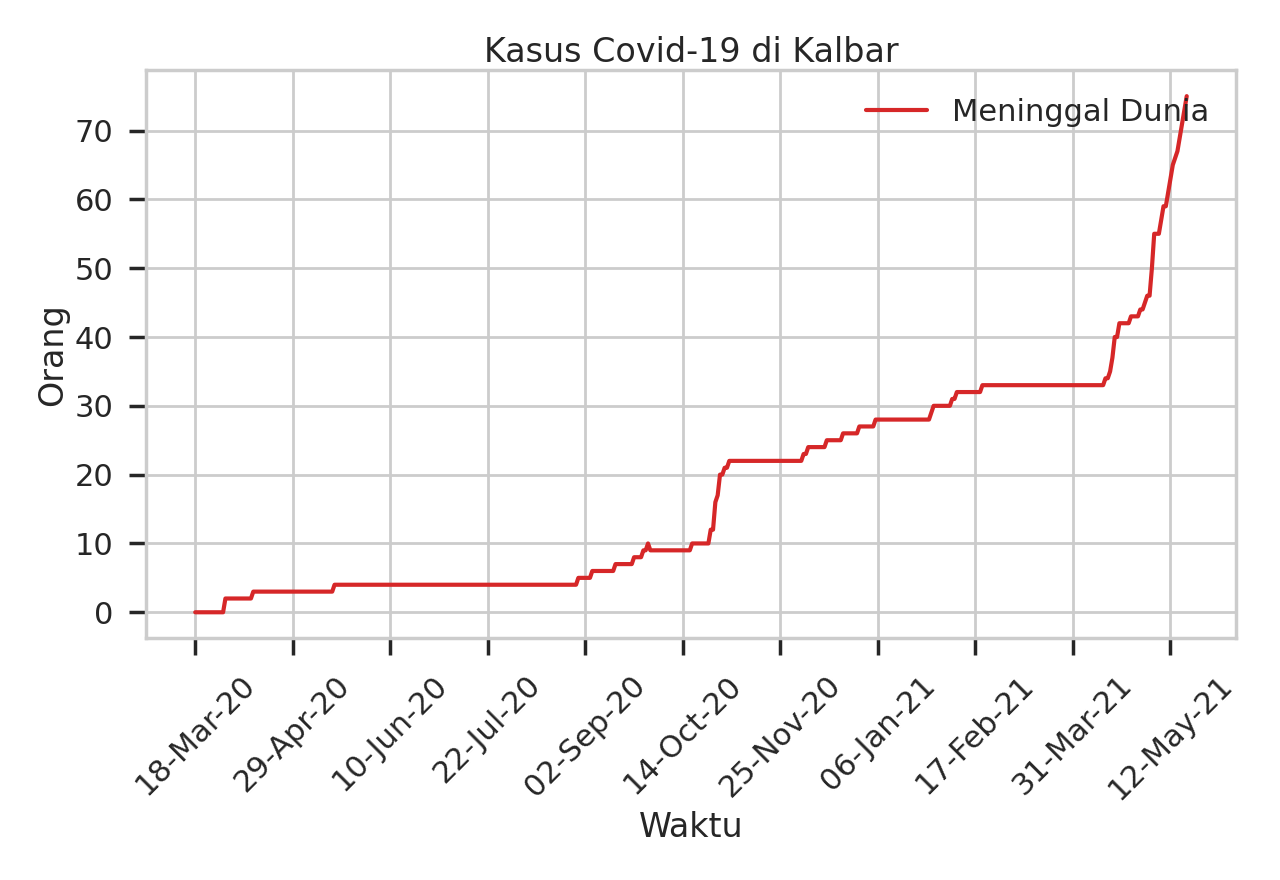 Kasus Covid-19 di Kalbar
Meninggal Dunia
70
60
50
40
30
20
10
0
Orang
18-Mar-20
29-Apr-20
10-Jun-20
22-Jul-20
02-Sep-20
14-Oct-20
25-Nov-20
06-Jan-21
17-Feb-21
31-Mar-21
12-May-21
Waktu